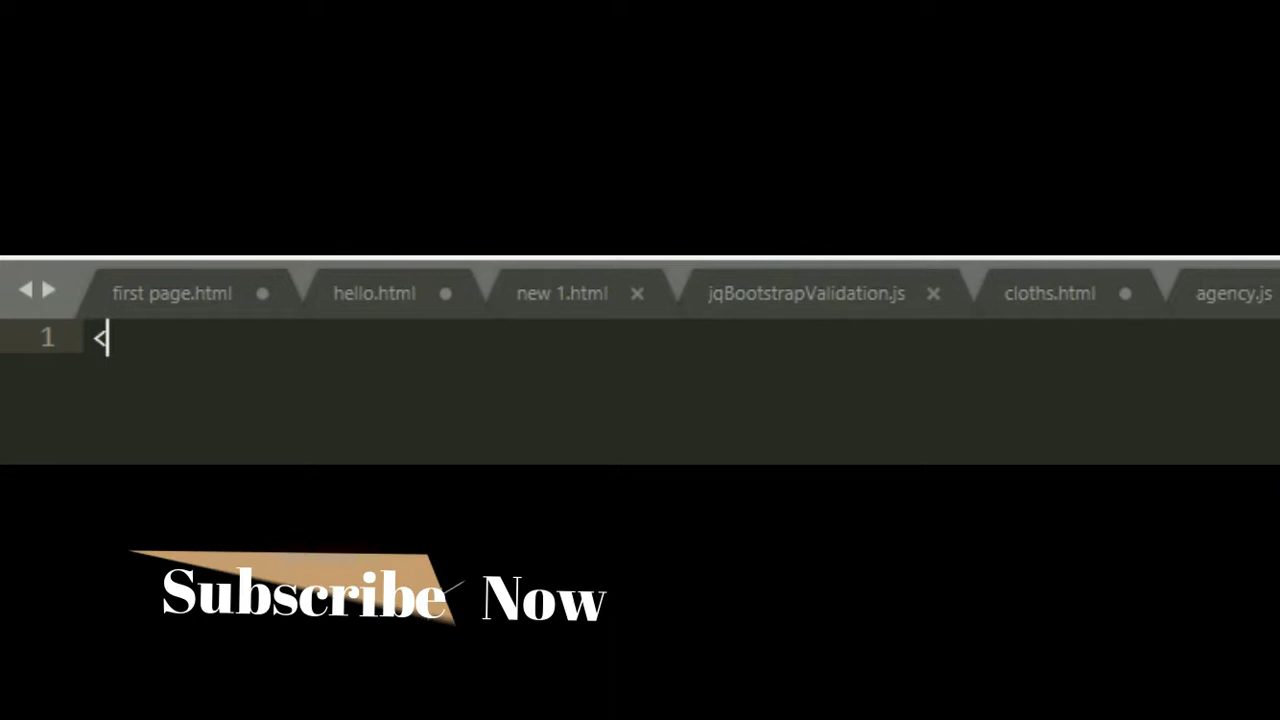 first page.html hello.html new 1.html jqBootstrapValidation.js cloths.html agency.js
1 <
Subscribe Now